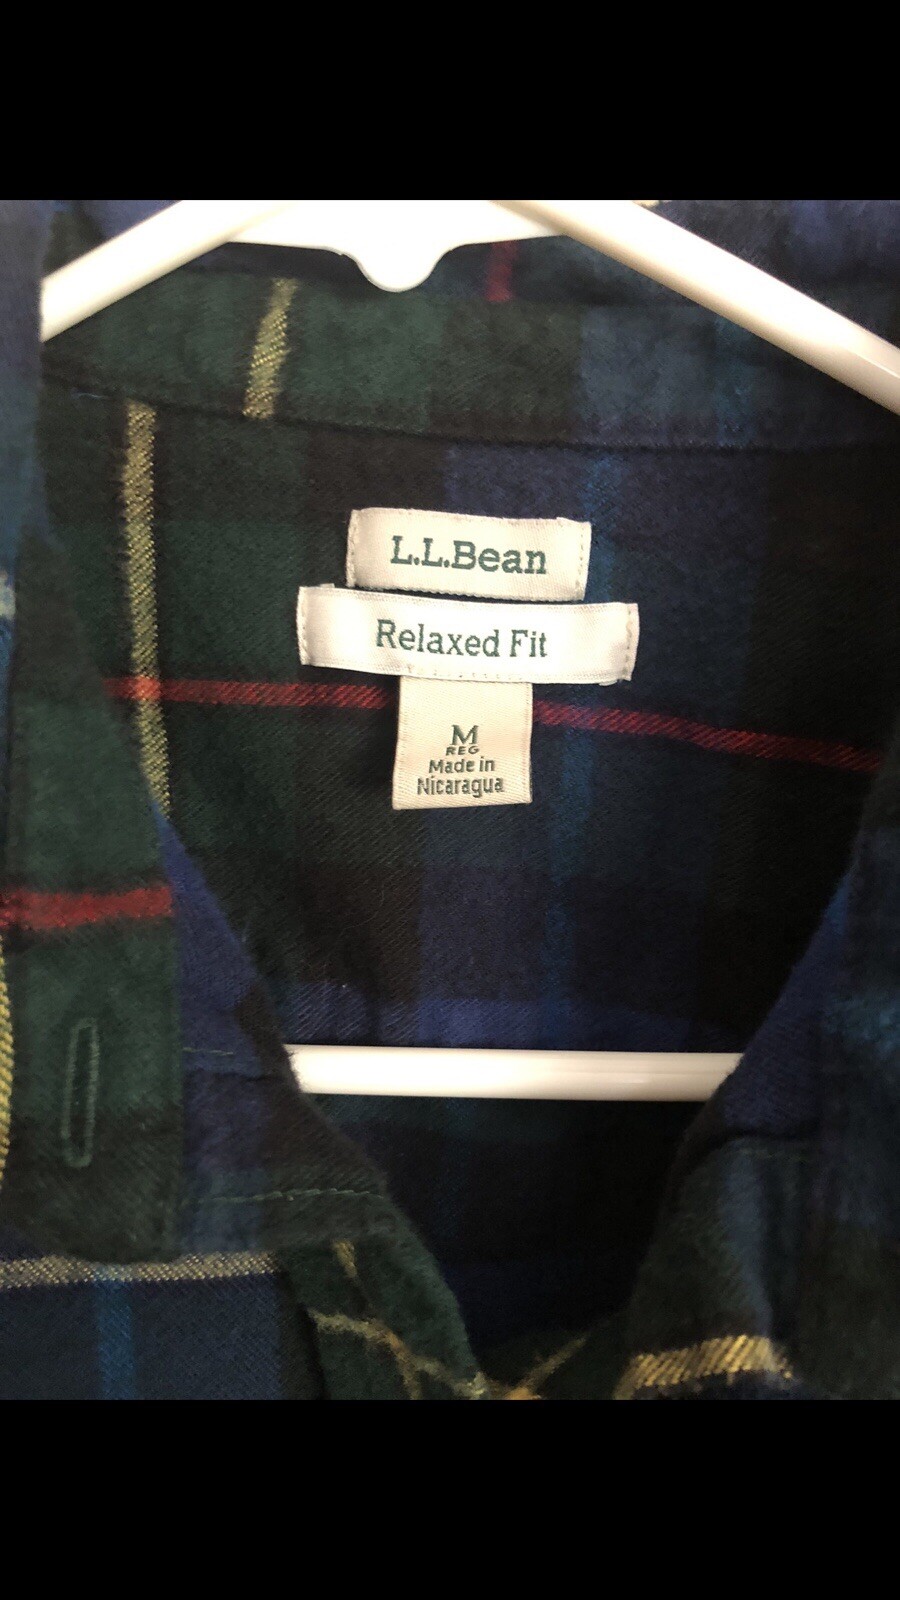 L.L.Bean
Relaxed Fit
M
REG
Made in
Nicaragua